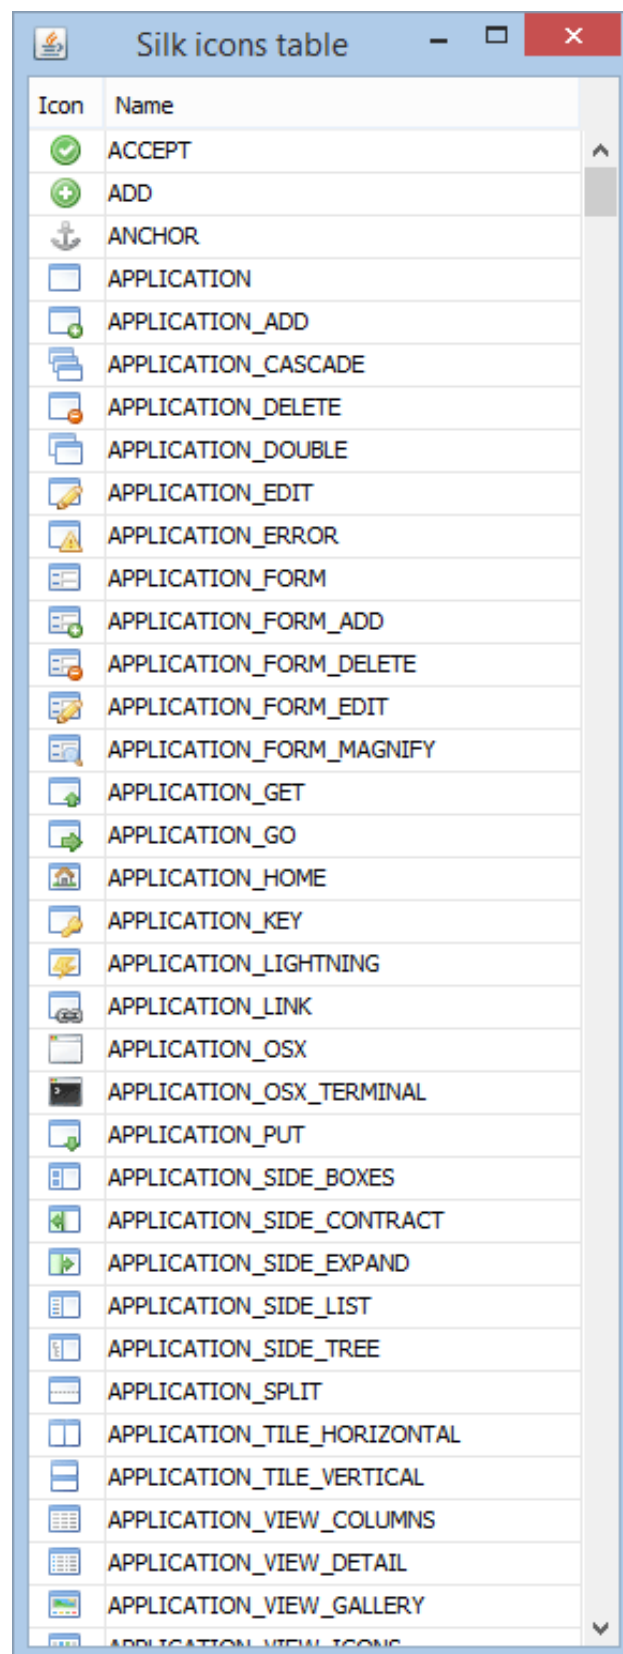 Silk icons table
Icon Name
ACCEPT
ADD
ANCHOR
APPLICATION
APPLICATION_ADD
APPLICATION_CASCADE
APPLICATION_DELETE
APPLICATION_DOUBLE
APPLICATION_EDIT
APPLICATION_ERROR
APPLICATION_FORM
APPLICATION_FORM_ADD
APPLICATION_FORM_DELETE
APPLICATION_FORM_EDIT
APPLICATION_FORM_MAGNIFY
APPLICATION_GET
APPLICATION_GO
APPLICATION_HOME
APPLICATION_KEY
APPLICATION_LIGHTNING
APPLICATION_LINK
APPLICATION_OSX
APPLICATION_OSX_TERMINAL
APPLICATION_PUT
APPLICATION_SIDE_BOXES
APPLICATION_SIDE_CONTRACT
APPLICATION_SIDE_EXPAND
APPLICATION_SIDE_LIST
APPLICATION_SIDE_TREE
APPLICATION_SPLIT
APPLICATION_TILE_HORIZONTAL
APPLICATION_TILE_VERTICAL
APPLICATION_VIEW_COLUMNS
APPLICATION_VIEW_DETAIL
APPLICATION_VIEW_GALLERY
APPLICATION_VIEW_ICONS